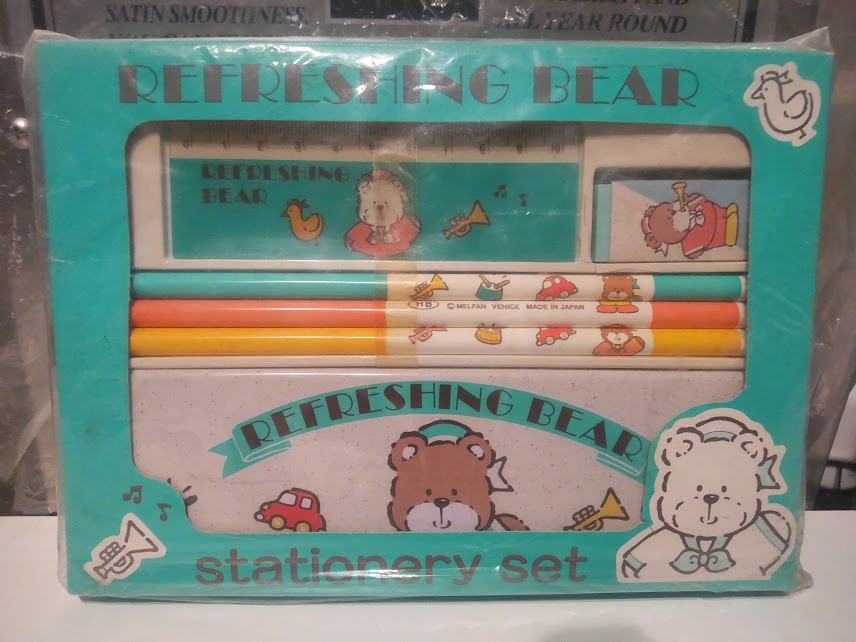 SATIN SMOOTHNESS
ALL YEAR ROUND
REFRESHING BEAR
REFRESHING
BEAR
HB ©MELFAN VENICE MADE IN JAPAN
REFRESHING BEAR
stationery set